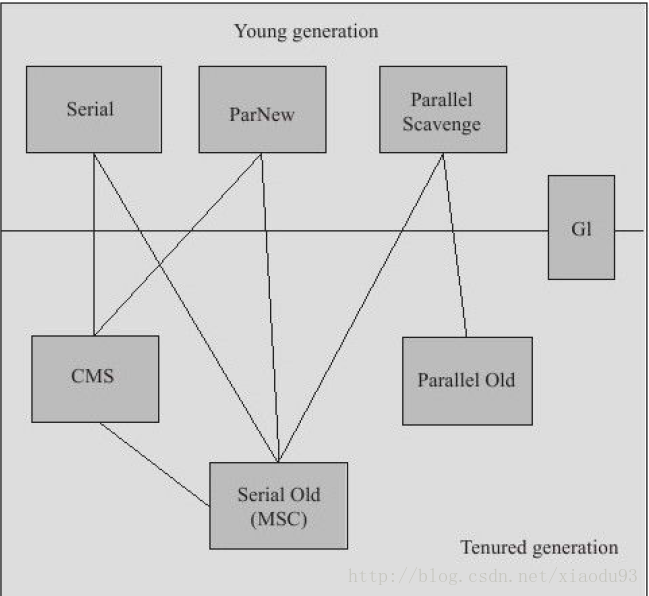 Young generation
Serial
ParNew
Parallel
Scavenge
Gl
CMS
Parallel Old
Serial Old
(MSC)
Tenured generation
http://blog.csdn.net/xiaodu93